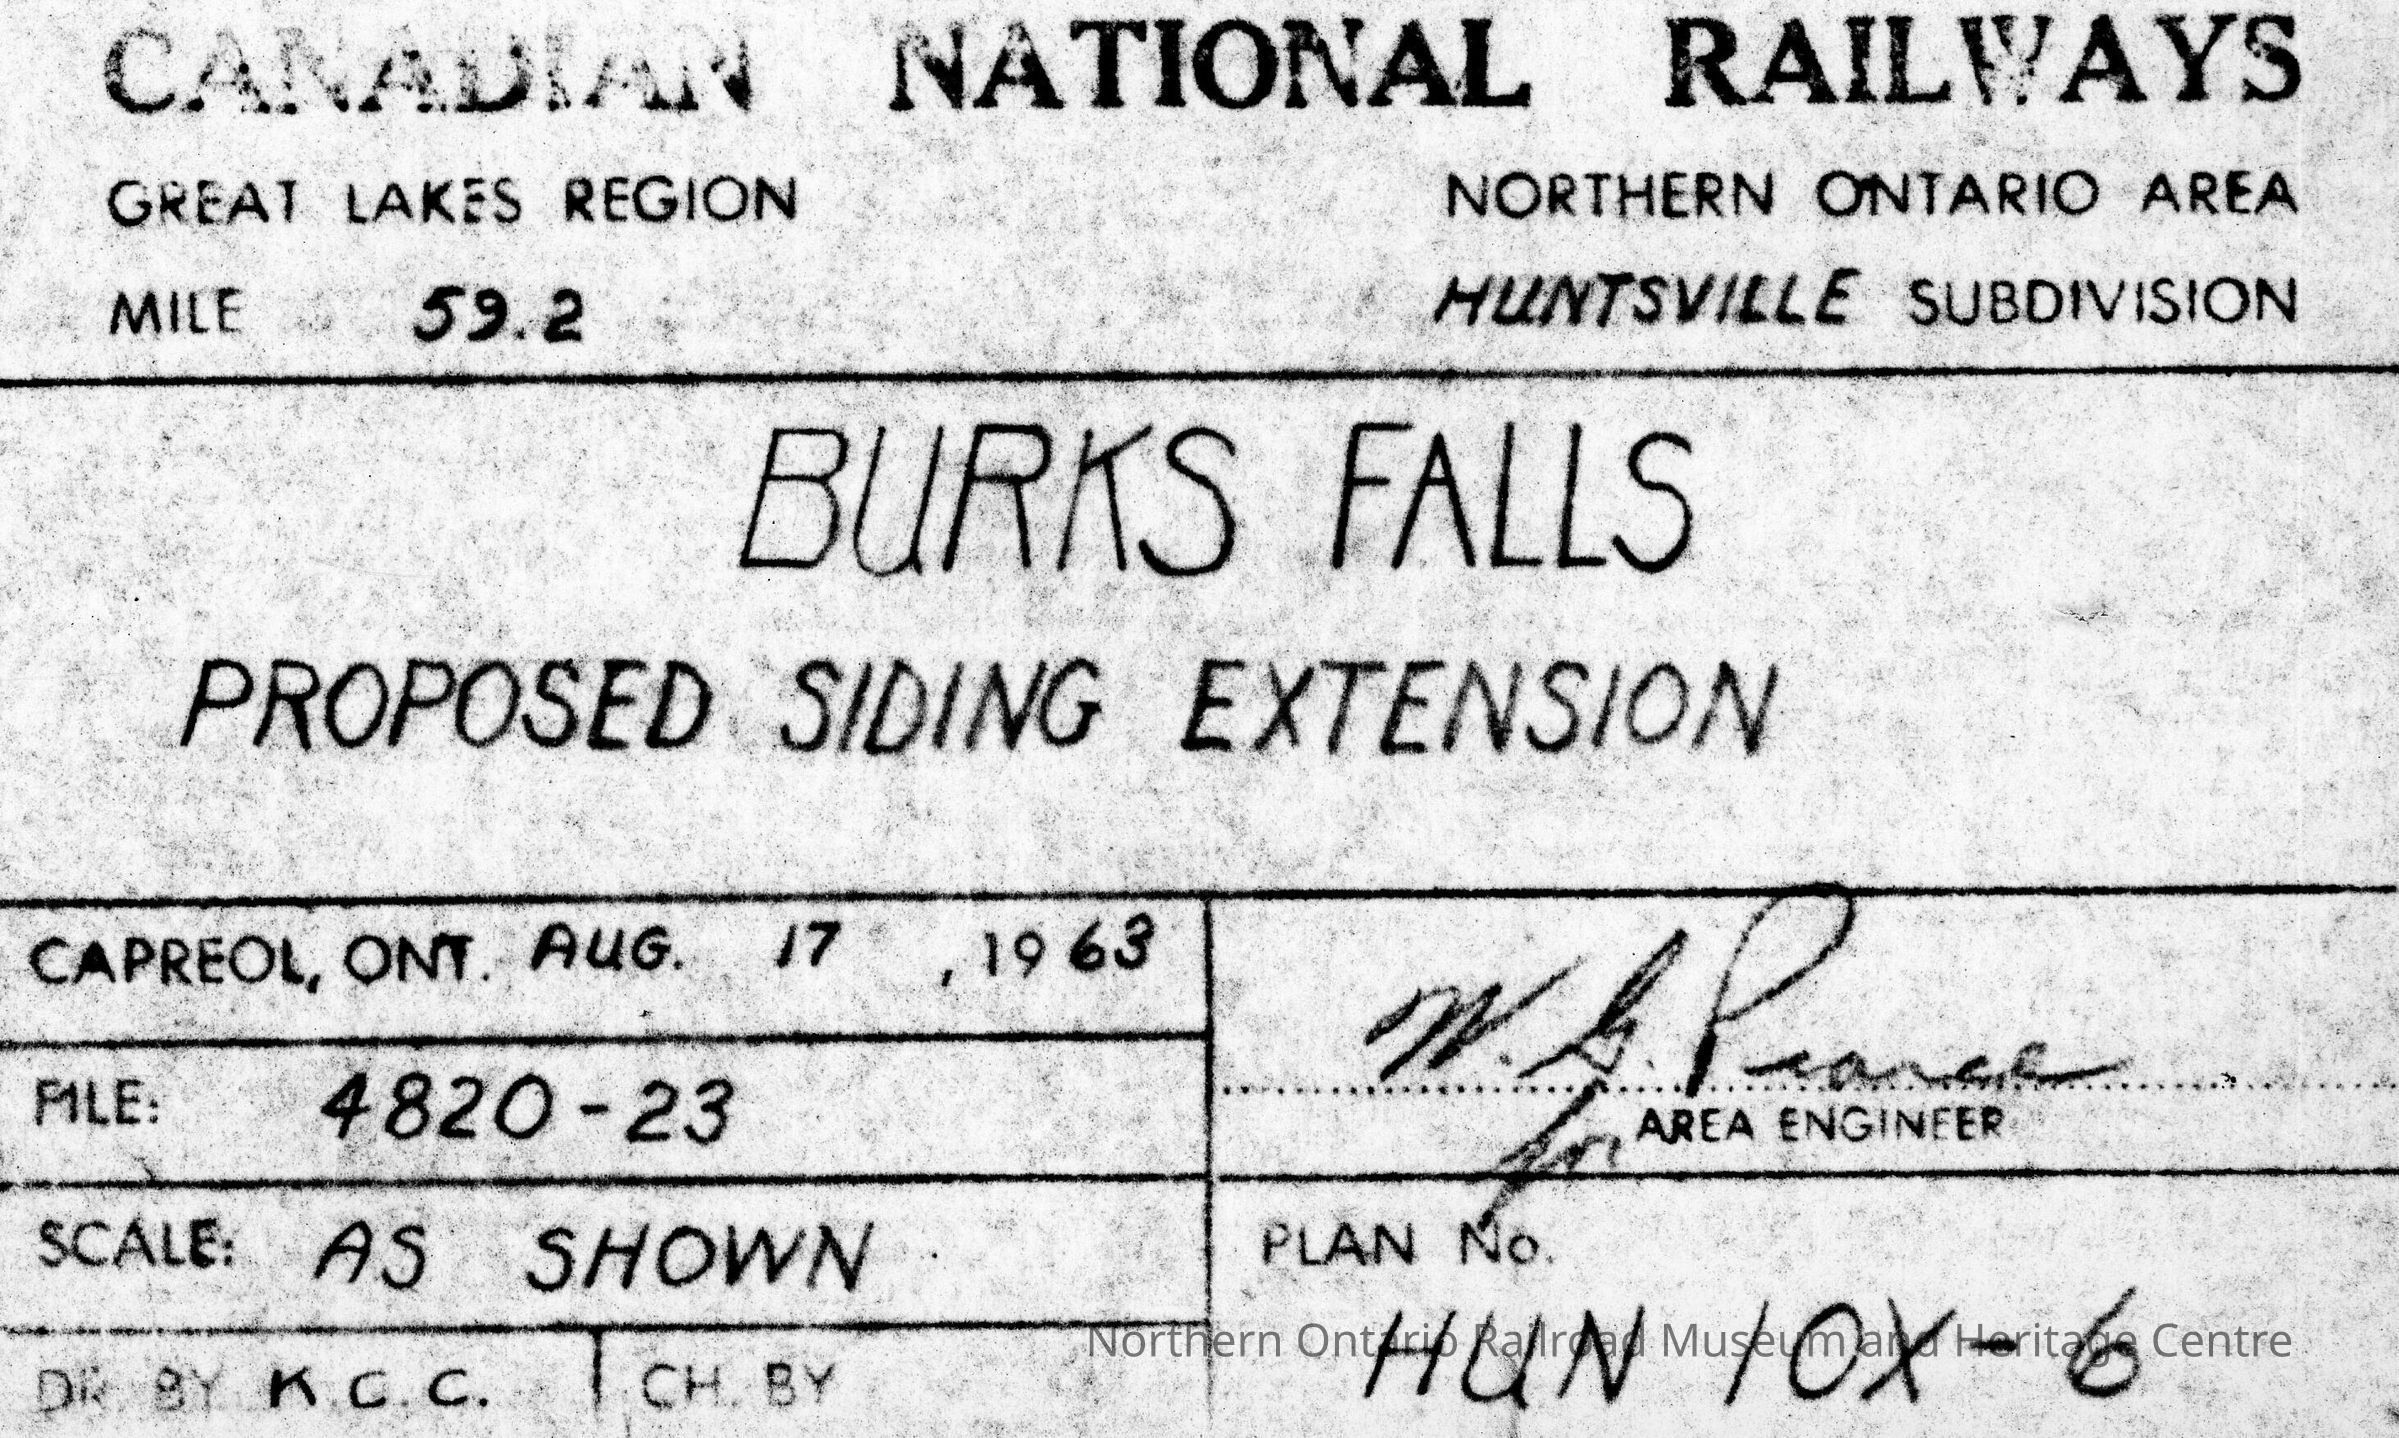 CANADIAN NATIONAL RAILWAYS
GREAT LAKES REGION NORTHERN ONTARIO AREA
MILE 59.2 HUNTSVILLE SUBDIVISION
BURKS FALLS
PROPOSED SIDING EXTENSION
CAPREOL, ONT. AUG. 17, 1963
W. G. Pearce
for AREA ENGINEER
FILE: 4820-23
SCALE: AS SHOWN
PLAN No.
HUN 10X-6
DR. BY K.C.C. CH. BY
Northern Ontario Railroad Museum and Heritage Centre